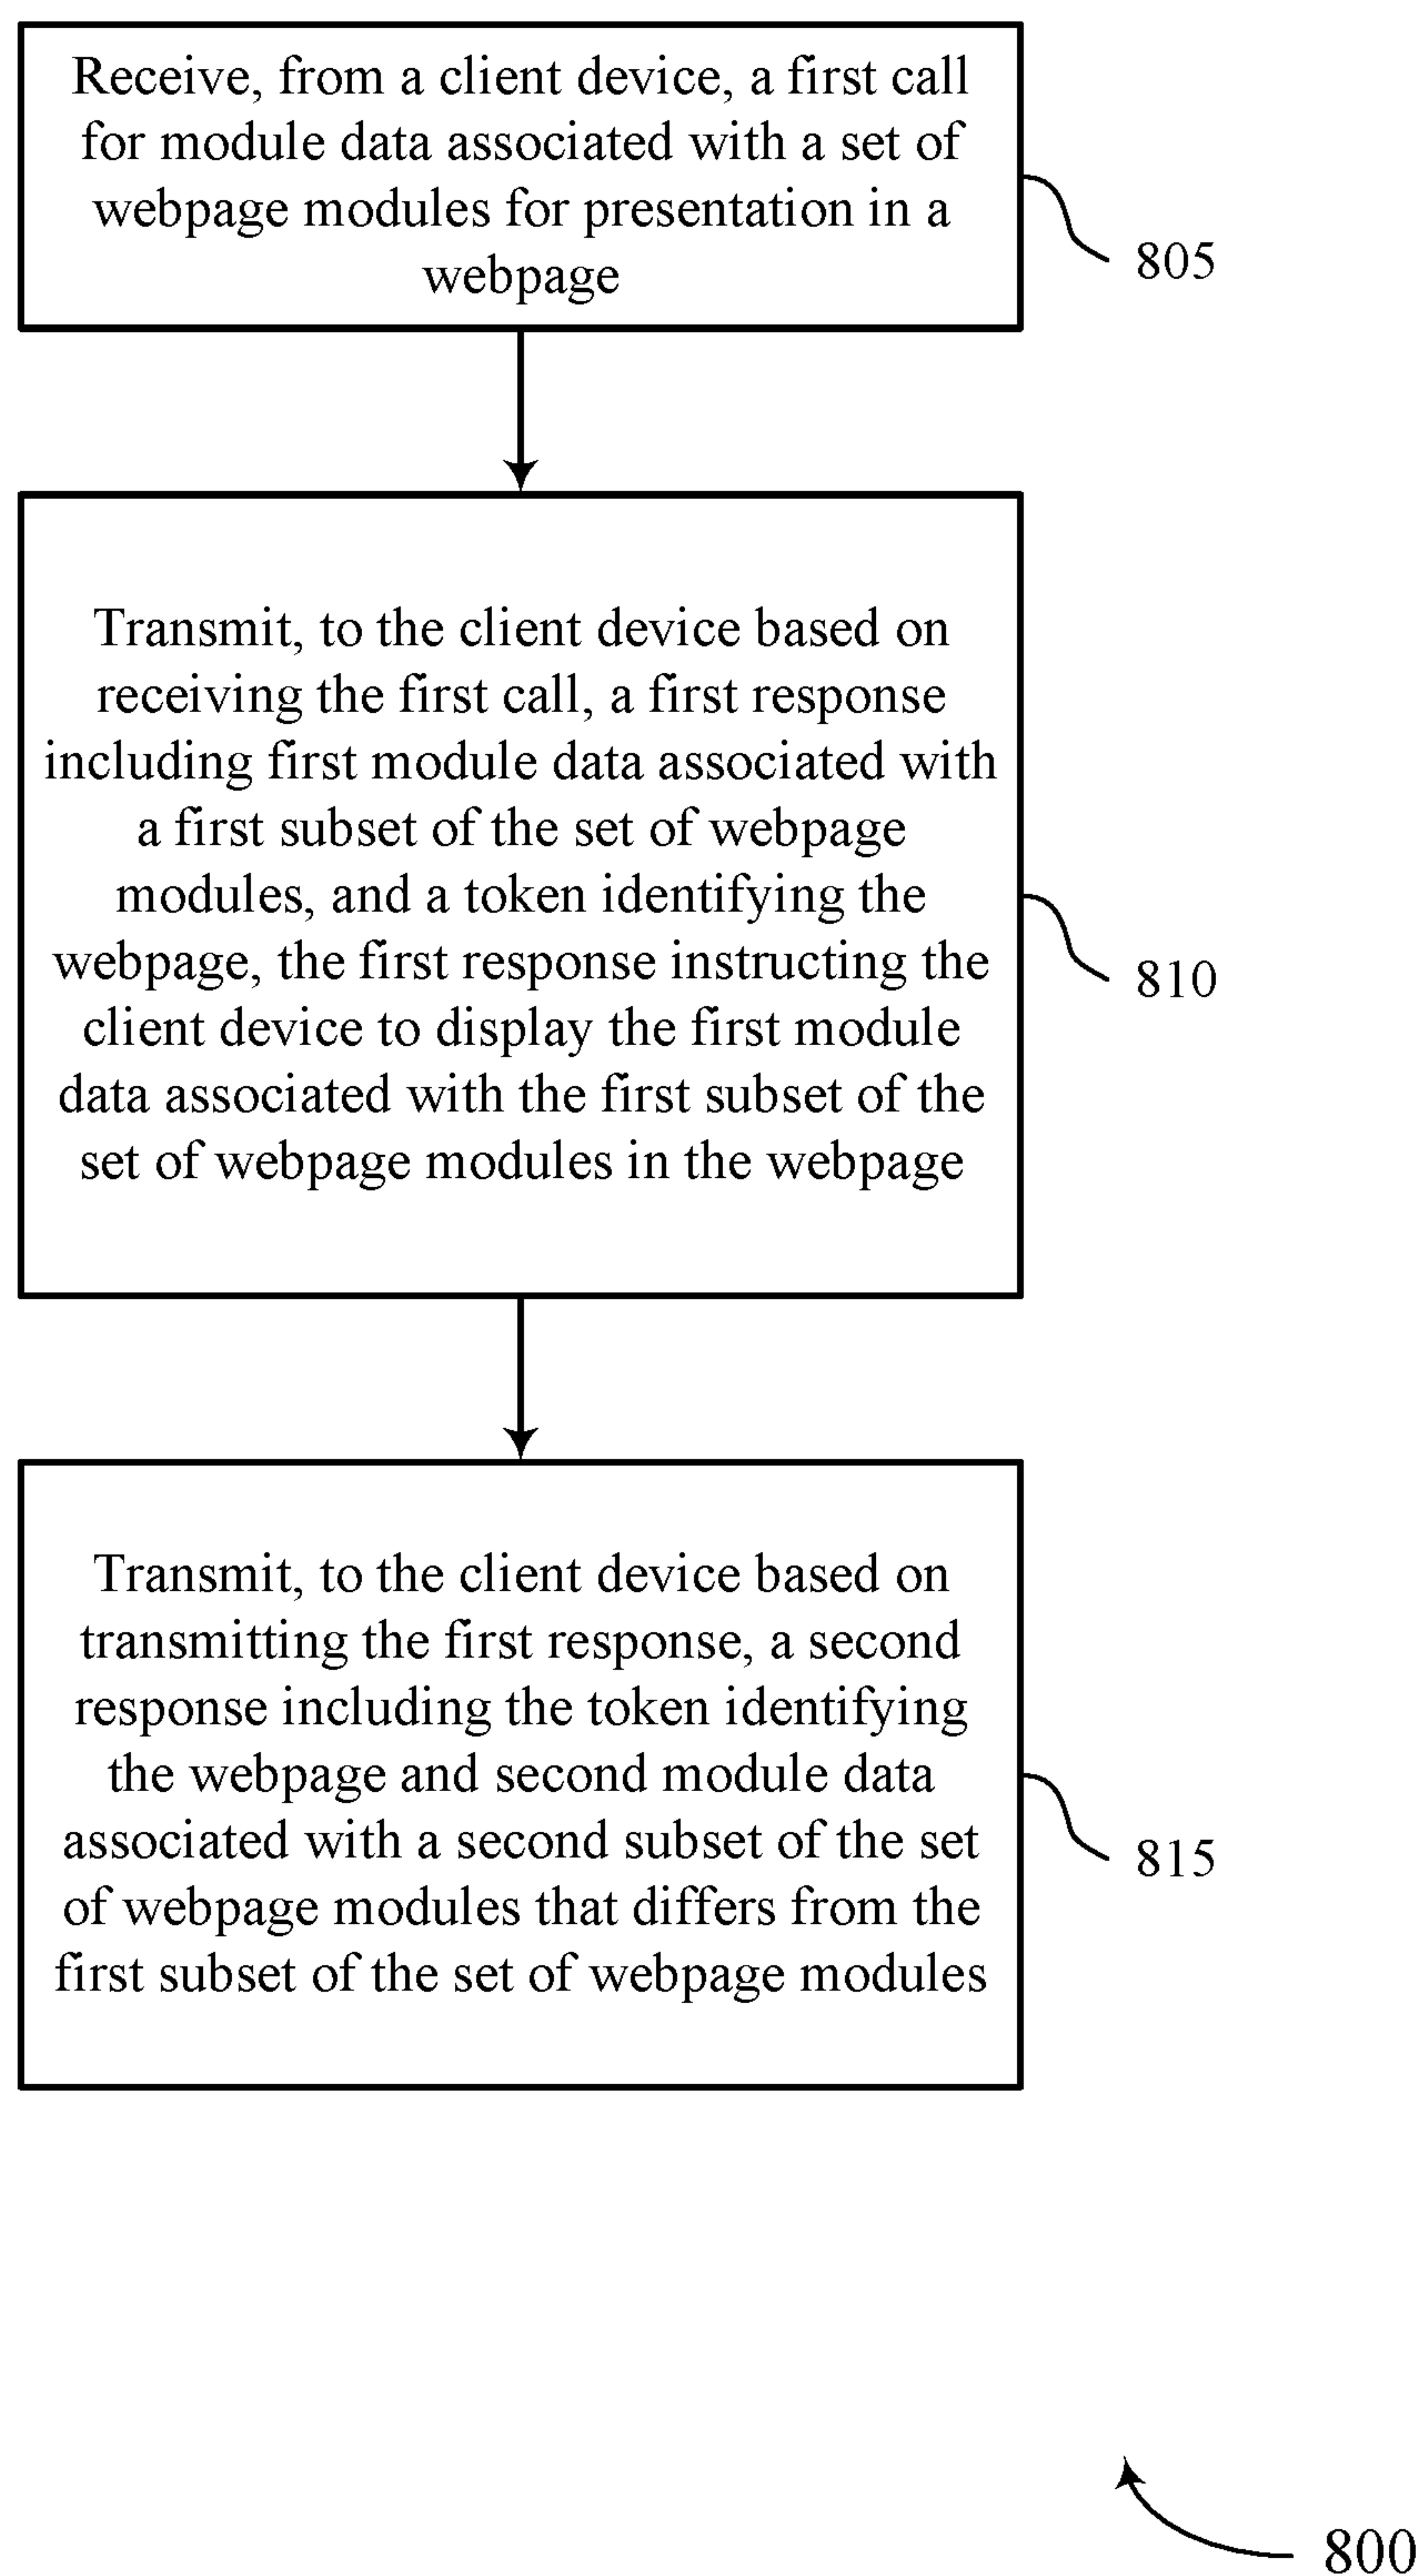 Receive, from a client device, a first call
for module data associated with a set of
webpage modules for presentation in a
webpage
805
Transmit, to the client device based on
receiving the first call, a first response
including first module data associated with
a first subset of the set of webpage
modules, and a token identifying the
webpage, the first response instructing the
client device to display the first module
data associated with the first subset of the
set of webpage modules in the webpage
810
Transmit, to the client device based on
transmitting the first response, a second
response including the token identifying
the webpage and second module data
associated with a second subset of the set
of webpage modules that differs from the
first subset of the set of webpage modules
815
800